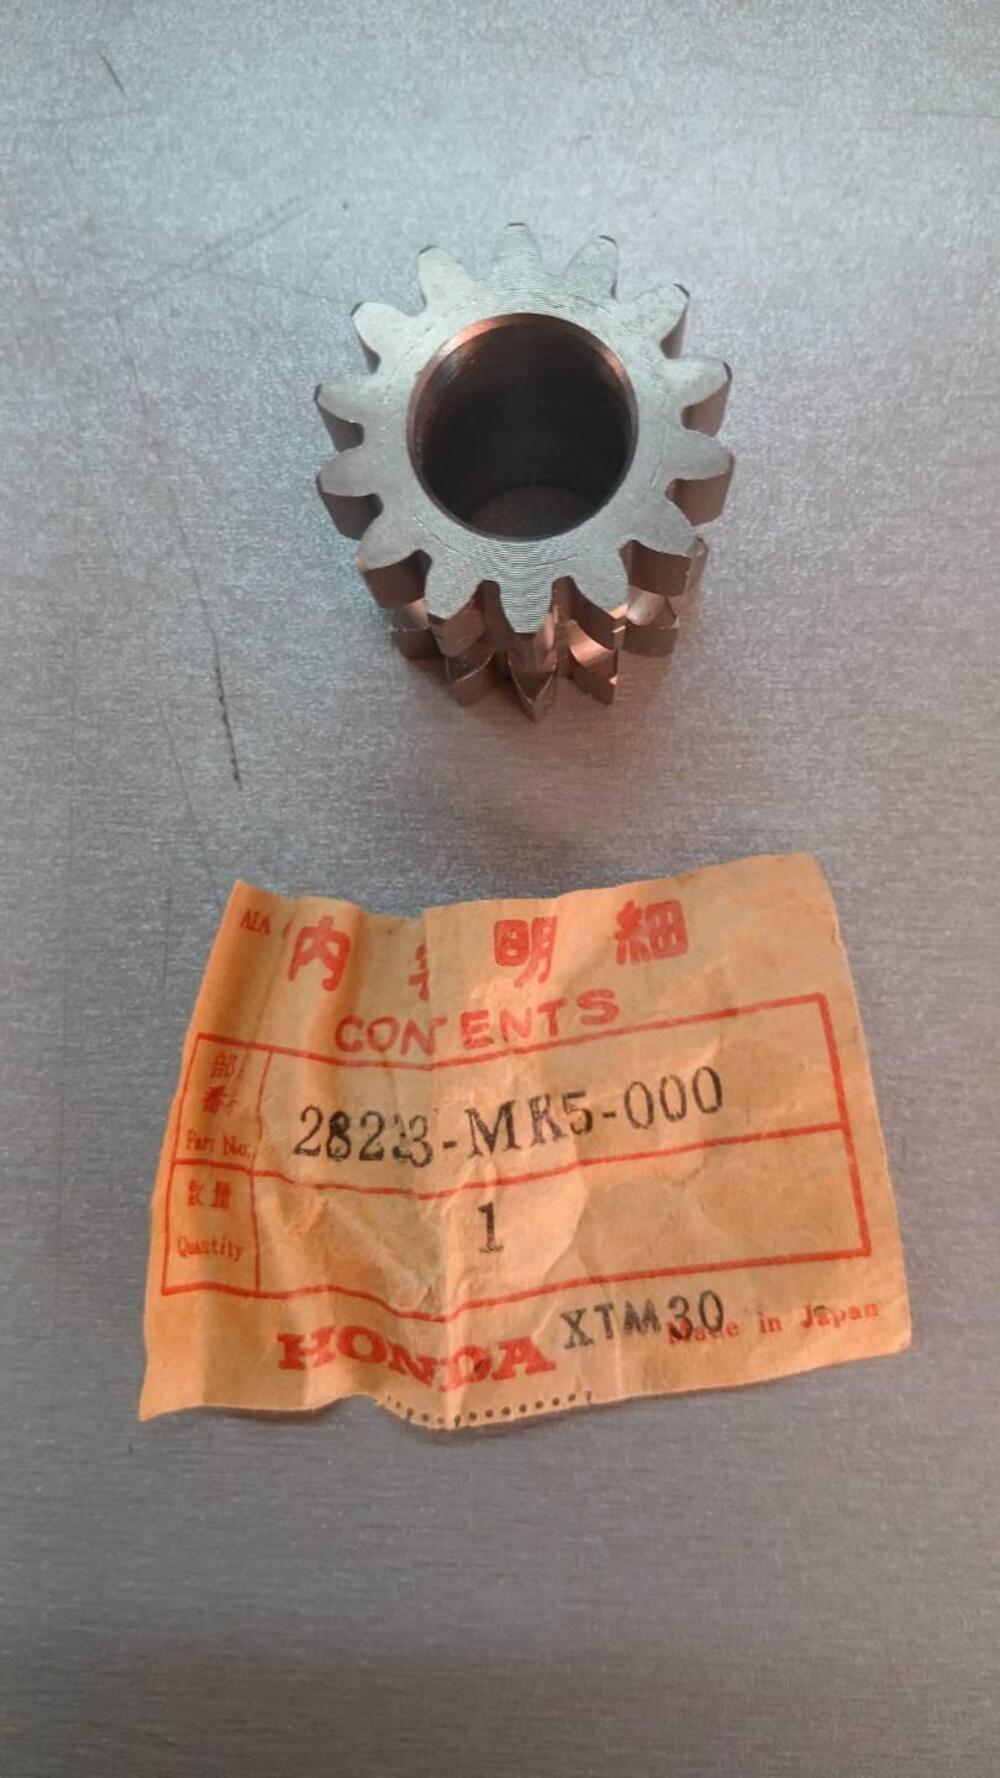 内 明細
CONTENTS
部
番
Part No.
28223-MK5-000
数量
Quantity
1
HONDA XTM30 Made in Japan